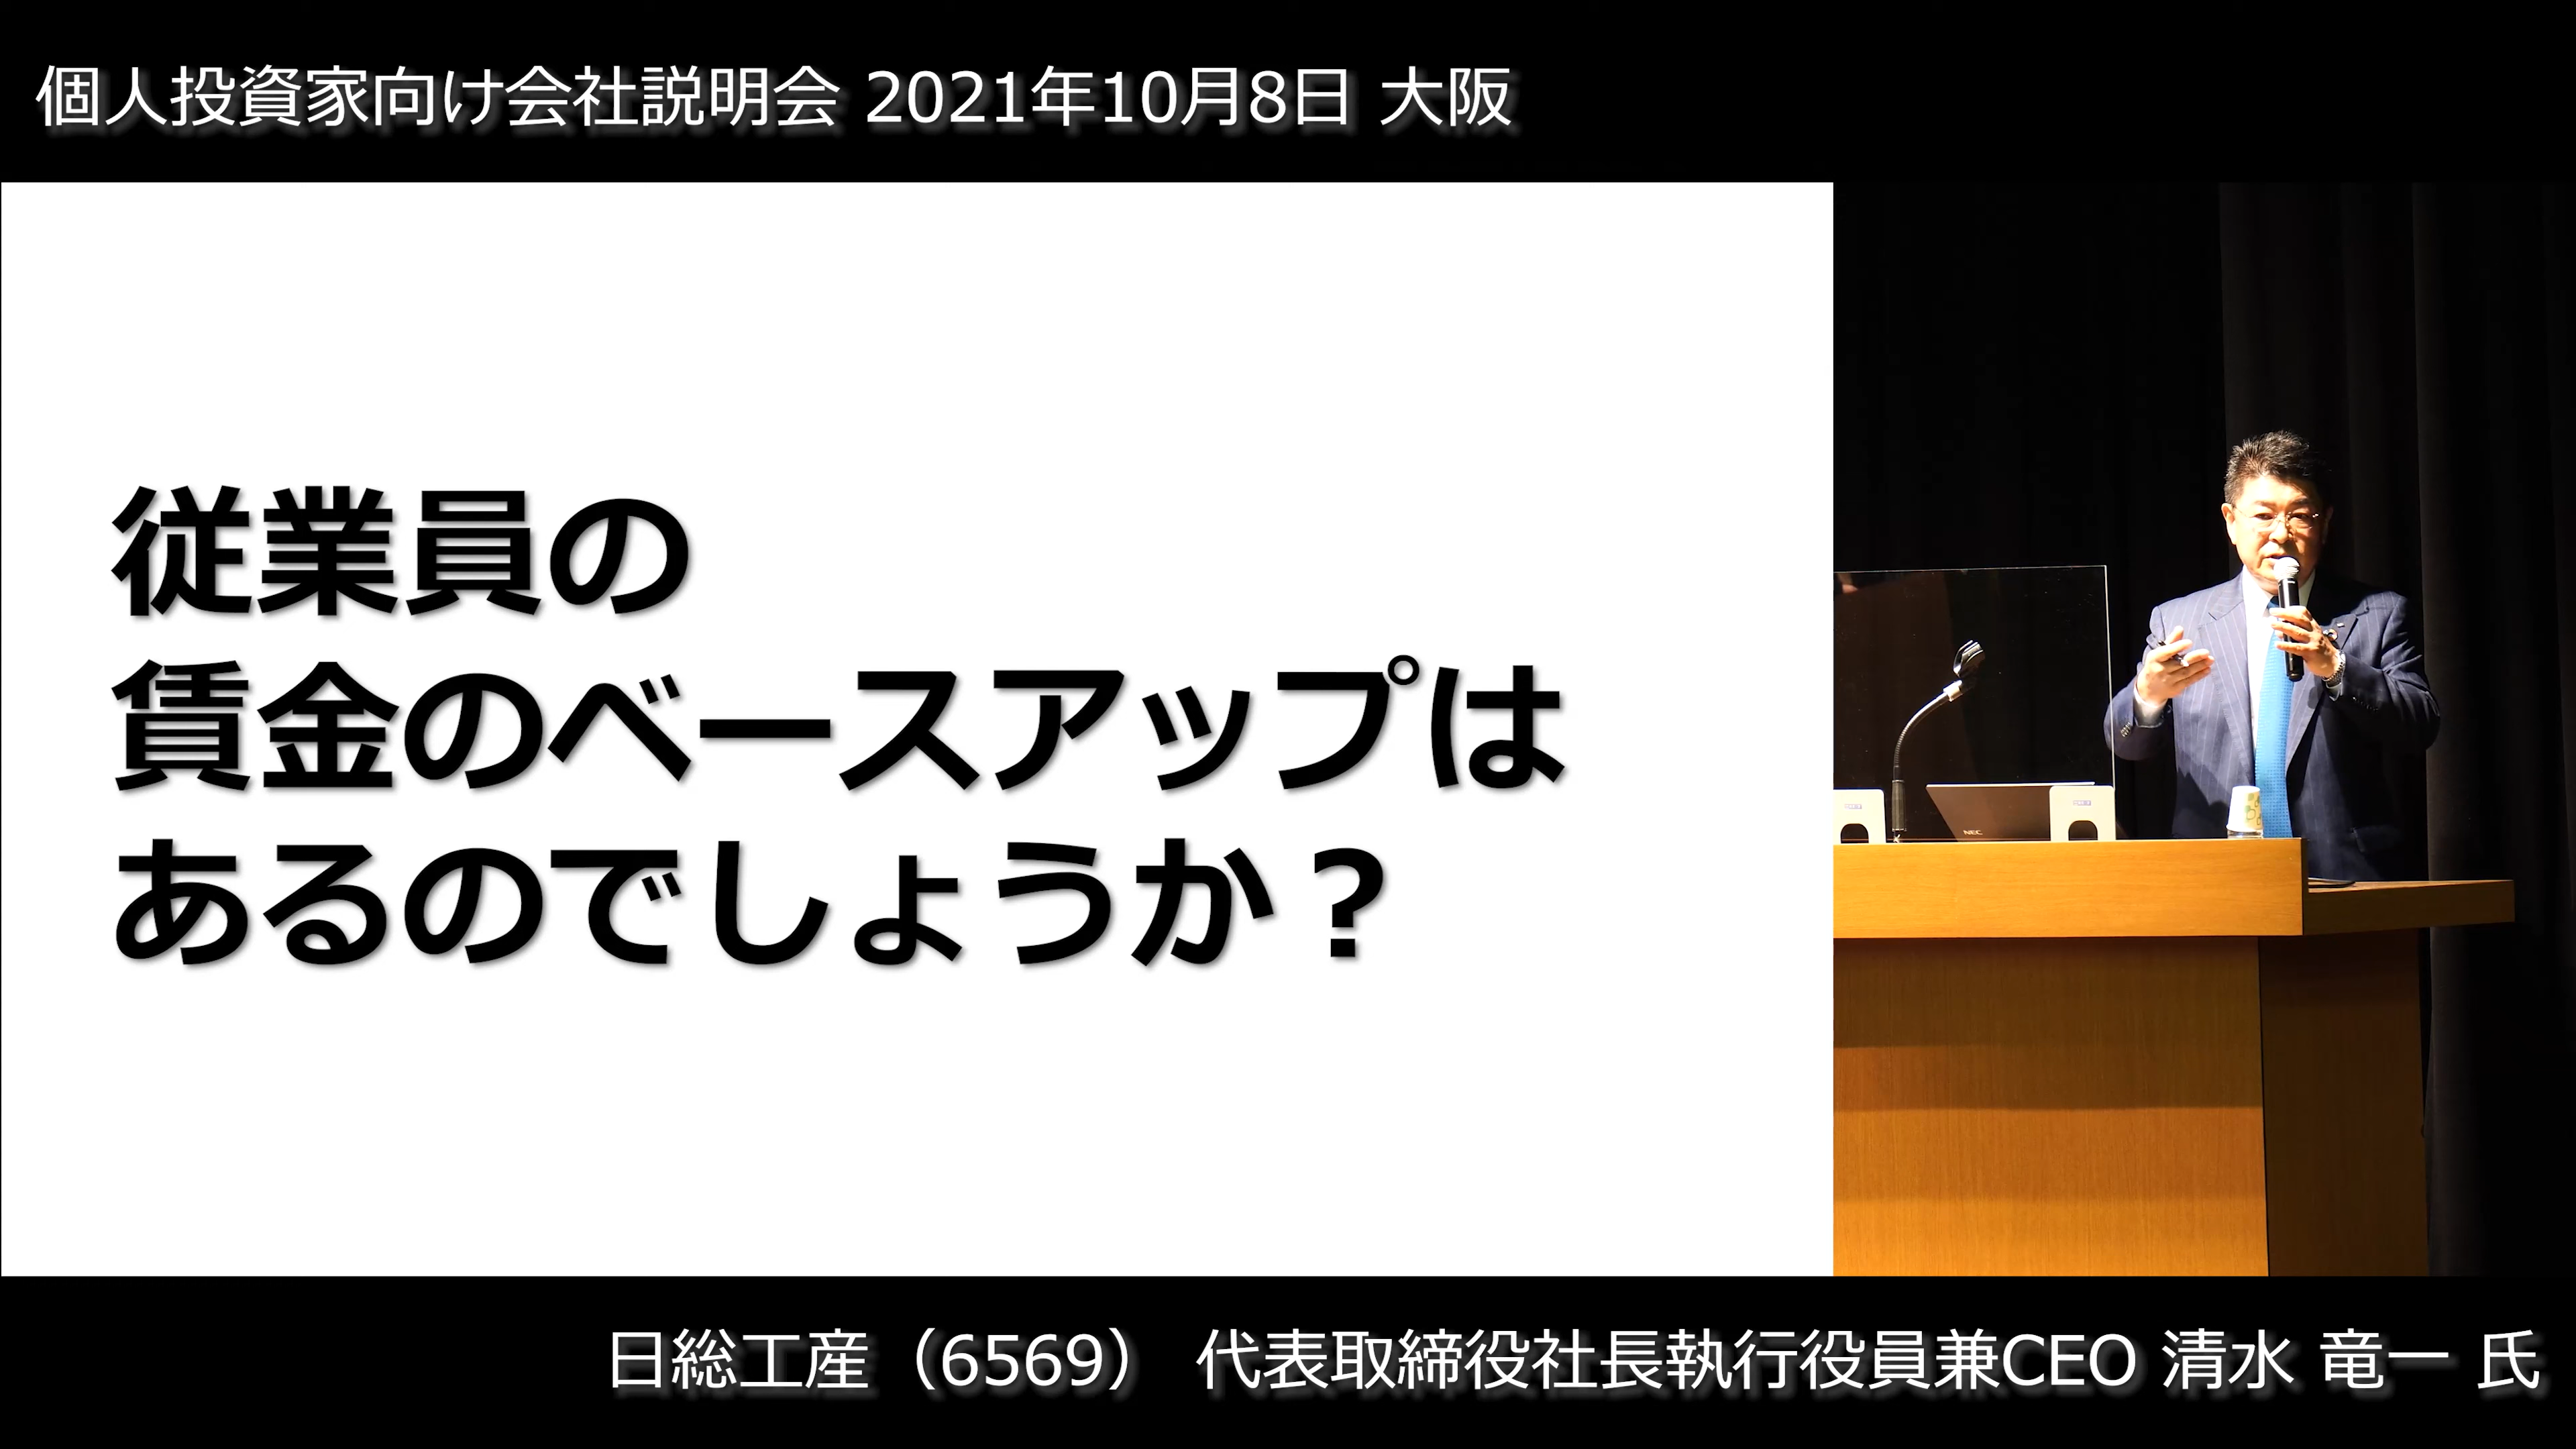 個人投資家向け会社説明会 2021年10月8日 大阪
従業員の
賃金のベースアップは
あるのでしょうか？
NEC
日総工産（6569） 代表取締役社長執行役員兼CEO 清水 竜一 氏